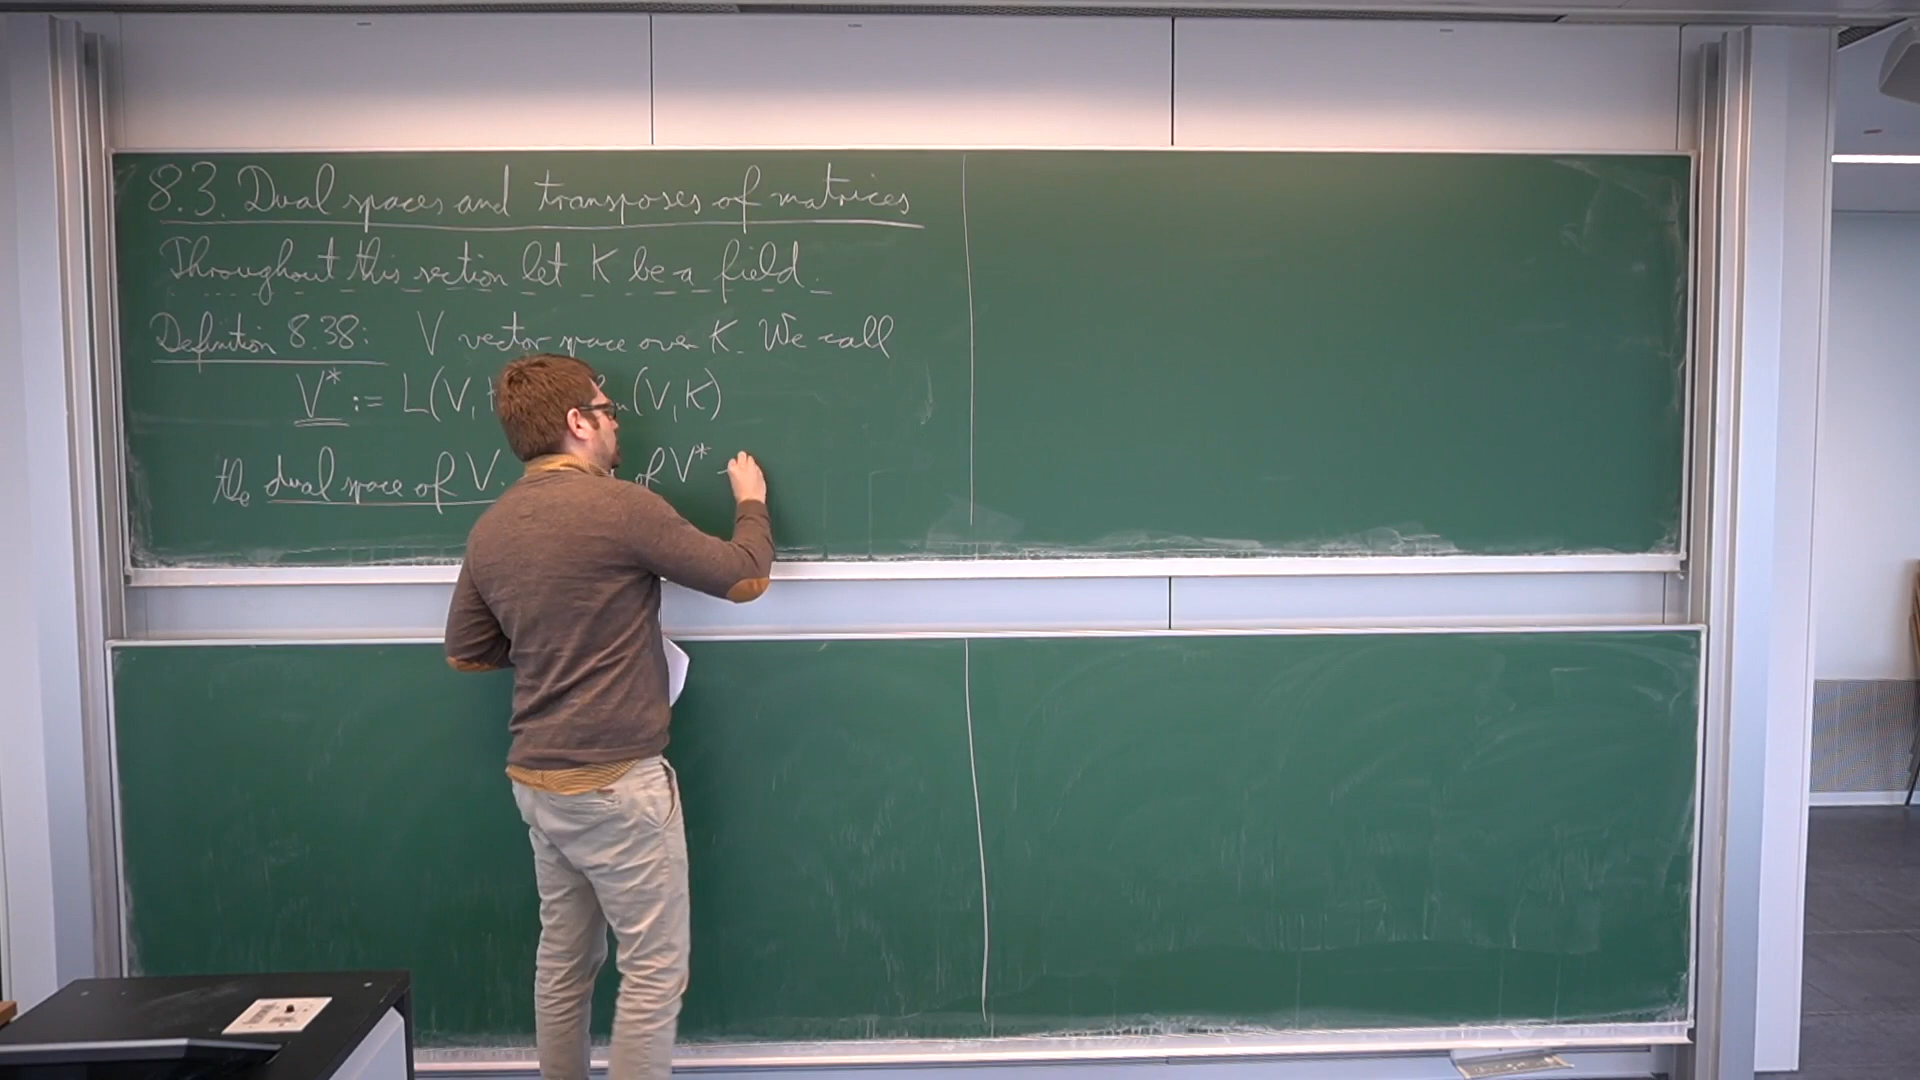 8.3. Dual spaces and transposes of matrices
Throughout this section let K be a field.
Definition 8.38: V vector space over K. We call
V* := L(V, (V,K)
the dual space of V. of V*